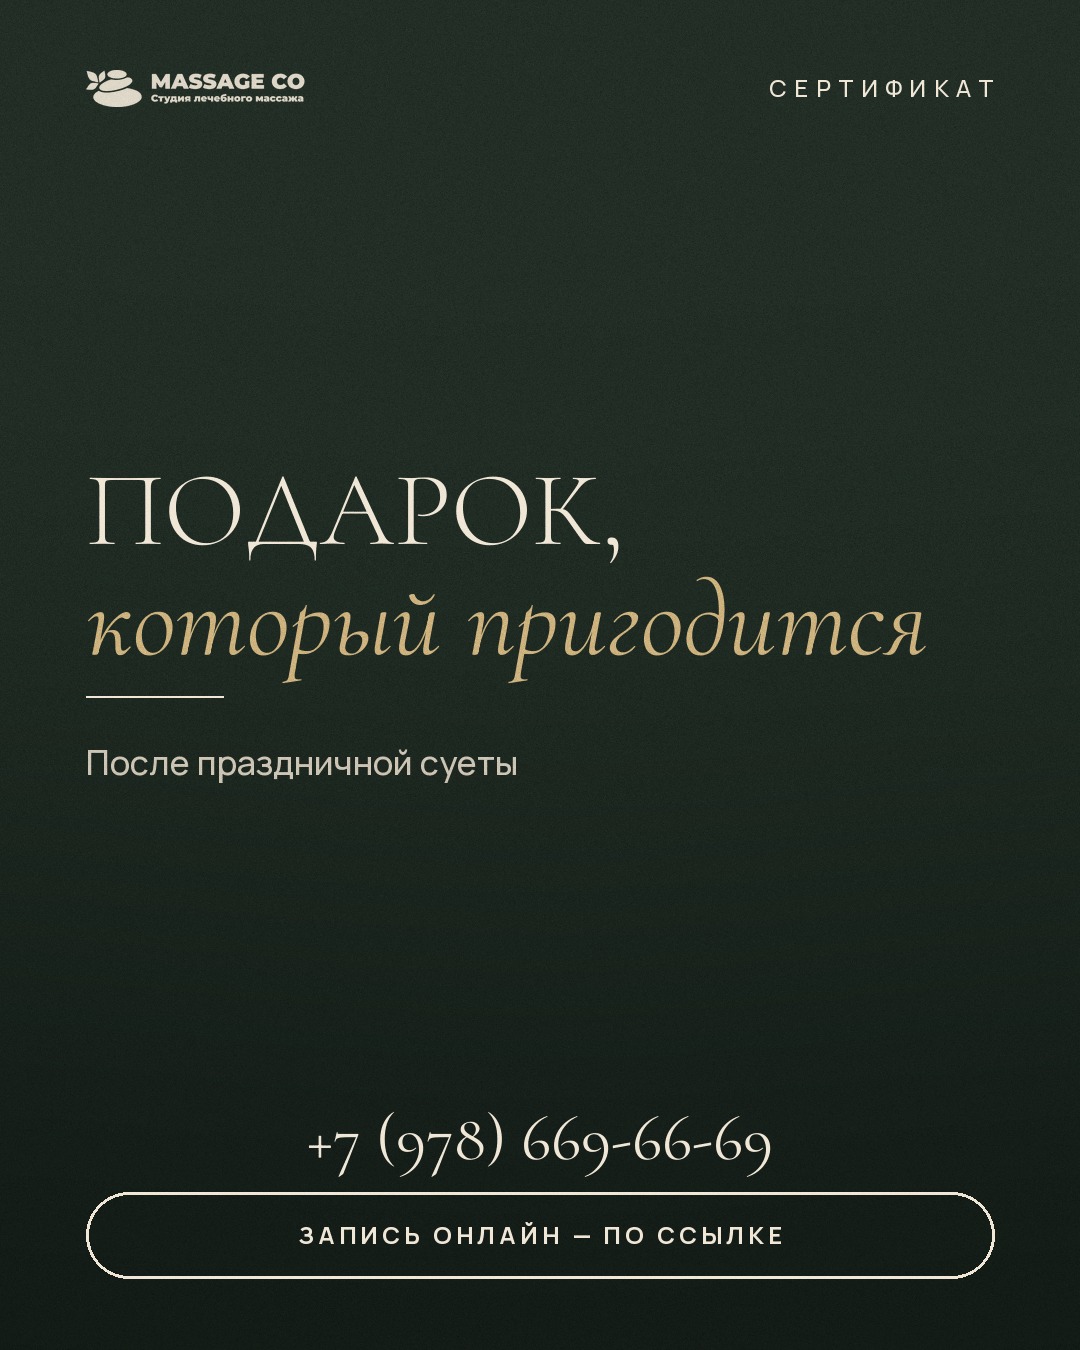 MASSAGE CO
Студия лечебного массажа
СЕРТИФИКАТ
ПОДАРОК,
который пригодится
После праздничной суеты
+7 (978) 669-66-69
ЗАПИСЬ ОНЛАЙН — ПО ССЫЛКЕ